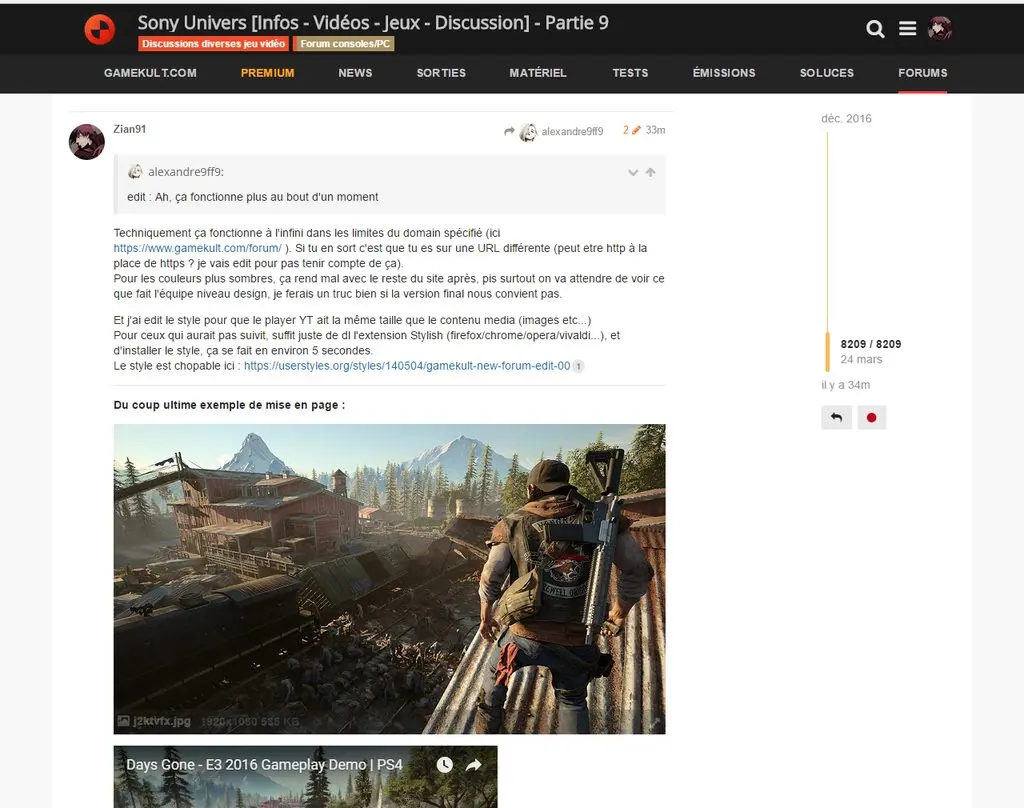 Sony Univers [Infos - Vidéos - Jeux - Discussion] - Partie 9
Discussions diverses jeu vidéo Forum consoles/PC
GAMEKULT.COM PREMIUM NEWS SORTIES MATÉRIEL TESTS ÉMISSIONS SOLUCES FORUMS
Zian91 alexandre9ff9 2 33m
alexandre9ff9:
edit : Ah, ça fonctionne plus au bout d'un moment
Techniquement ça fonctionne à l'infini dans les limites du domain spécifié (ici
https://www.gamekult.com/forum/ ). Si tu en sort c'est que tu es sur une URL différente (peut etre http à la
place de https ? je vais edit pour pas tenir compte de ça).
Pour les couleurs plus sombres, ça rend mal avec le reste du site après, pis surtout on va attendre de voir ce
que fait l'équipe niveau design, je ferais un truc bien si la version final nous convient pas.
Et j'ai edit le style pour que le player YT ait la même taille que le contenu media (images etc...)
Pour ceux qui aurait pas suivit, suffit juste de dl l'extension Stylish (firefox/chrome/opera/vivaldi...), et
d'installer le style, ça se fait en environ 5 secondes.
Le style est chopable ici : https://userstyles.org/styles/140504/gamekult-new-forum-edit-00 1
Du coup ultime exemple de mise en page :
j2ktvfx.jpg 1920x1080 535 KB
Days Gone - E3 2016 Gameplay Demo | PS4
déc. 2016
8209 / 8209
24 mars
il y a 34m